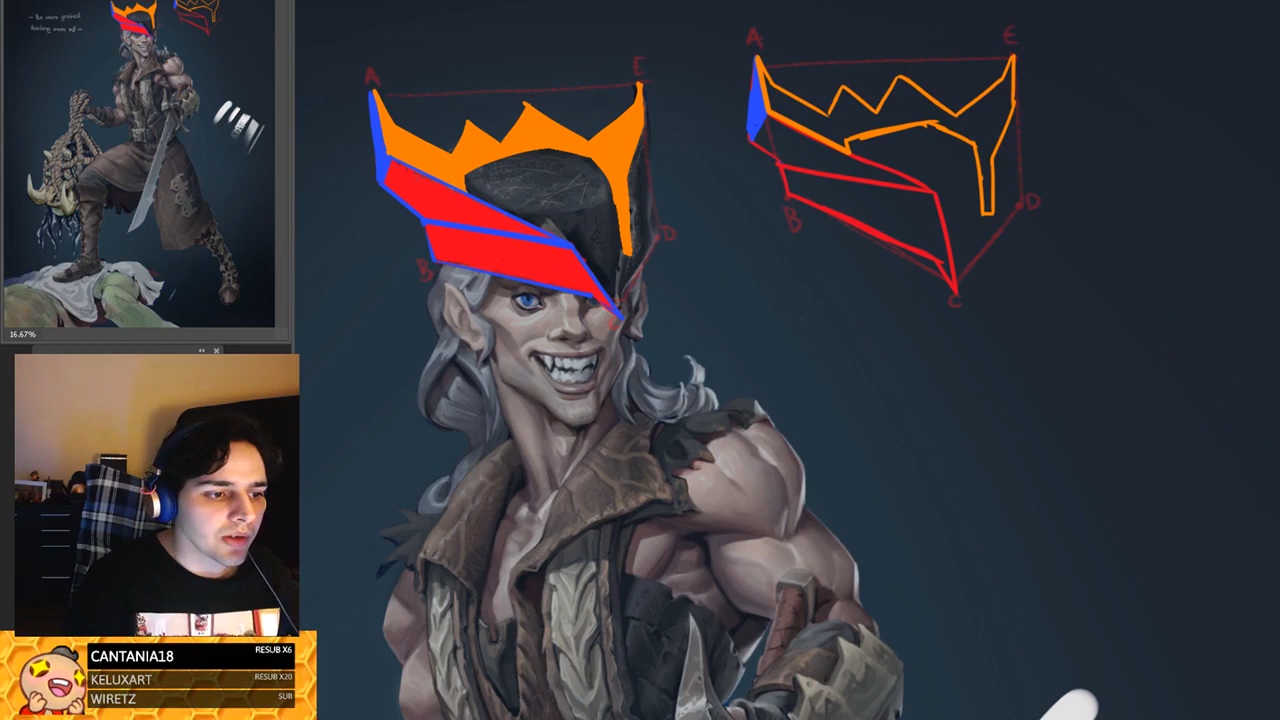 A
E
B
D
C
A
E
B
D
C
16.67%
CANTANIA18 RESUB X6
KELUXART RESUB X20
WIRETZ SUB